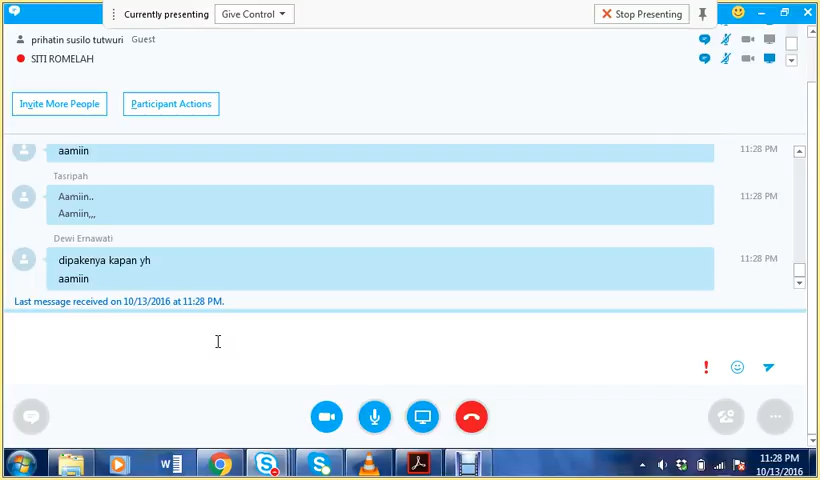 Currently presenting
Give Control
Stop Presenting
prihatin susilo tutwuri Guest
SITI ROMELAH
Invite More People
Participant Actions
aamiin
11:28 PM
Tasripah
Aamiin..
11:28 PM
Aamiin,,,
Dewi Ernawati
dipakenya kapan yh
11:28 PM
aamiin
Last message received on 10/13/2016 at 11:28 PM.
11:28 PM
10/13/2016